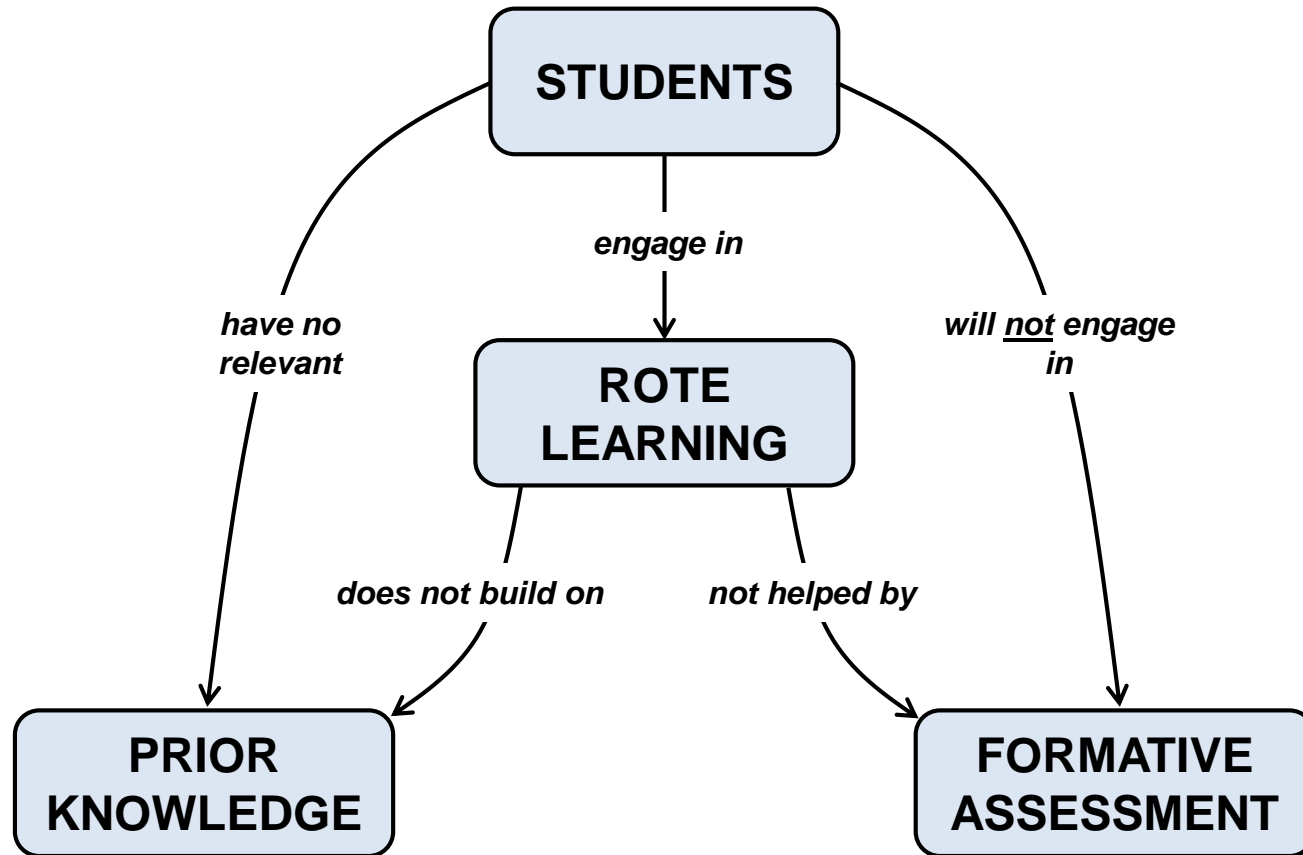 STUDENTS
engage in
have no
relevant
will not engage
in
ROTE
LEARNING
does not build on
not helped by
PRIOR
KNOWLEDGE
FORMATIVE
ASSESSMENT